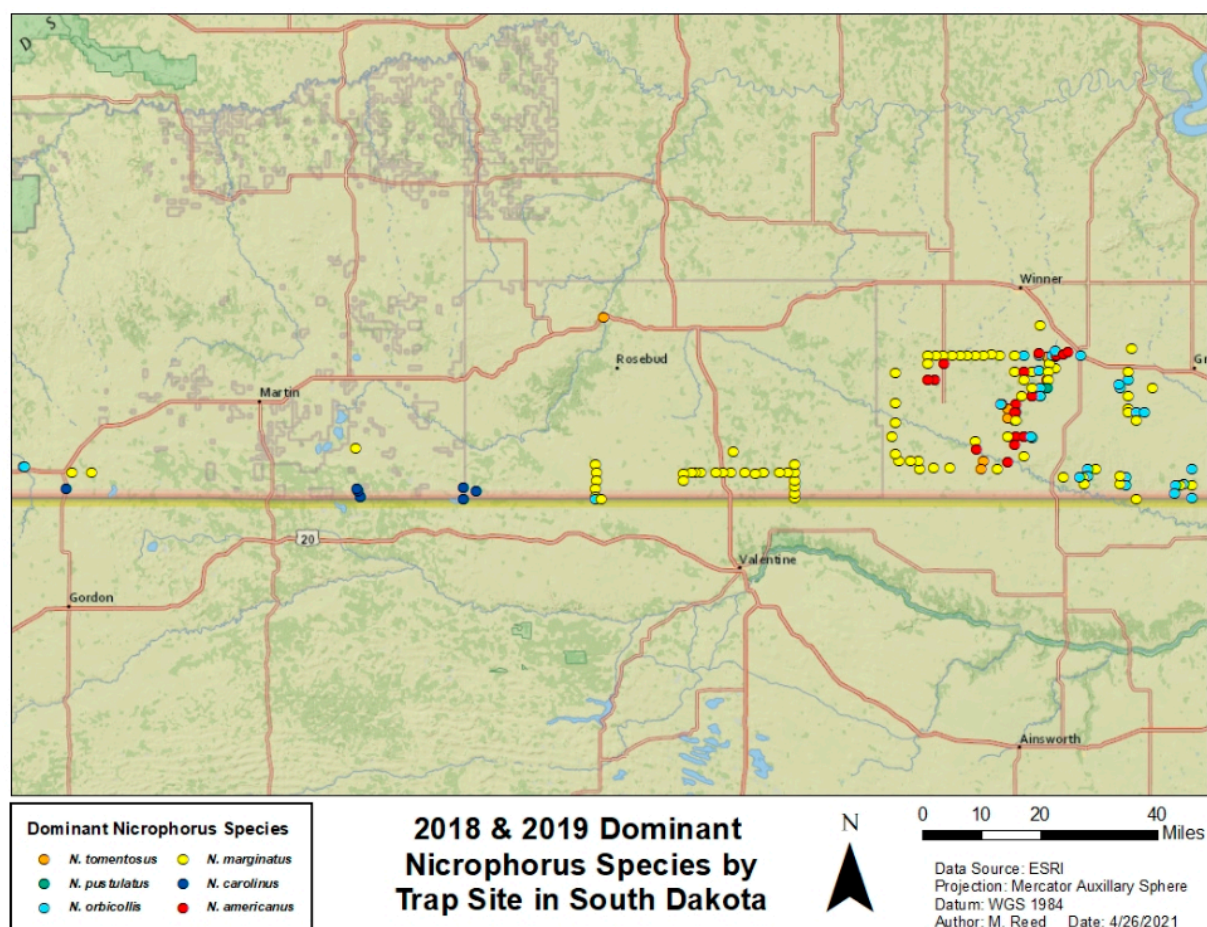 D S
Winner
Rosebud
Gr
Martin
20
Valentine
Gordon
Ainsworth
Dominant Nicrophorus Species
N. tomentosus
N. marginatus
N. pustulatus
N. carolinus
N. orbicollis
N. americanus
2018 & 2019 Dominant
Nicrophorus Species by
Trap Site in South Dakota
N
0 10 20 40
Miles
Data Source: ESRI
Projection: Mercator Auxillary Sphere
Datum: WGS 1984
Author: M. Reed Date: 4/26/2021